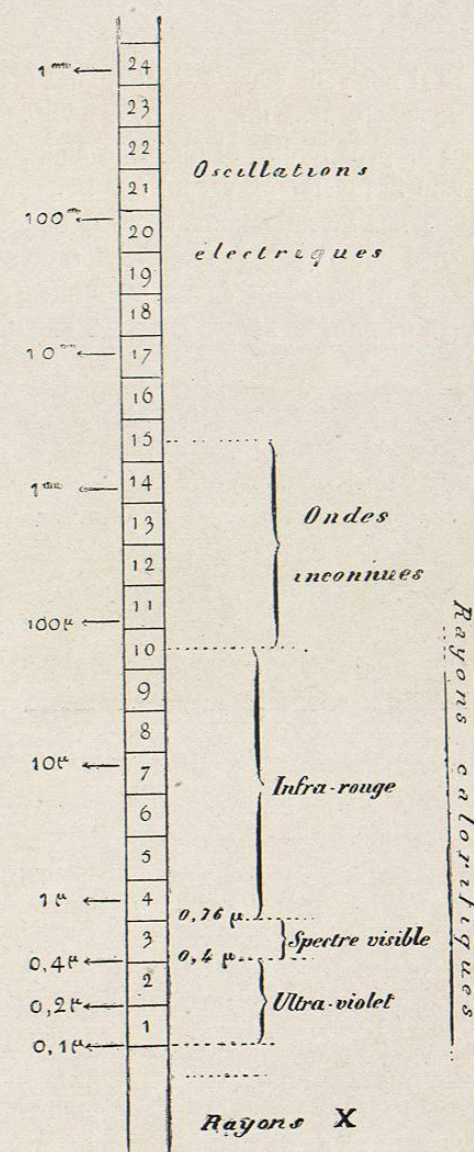 1mm
24
23
22
Oscillations
21
100m
20
électriques
19
18
10mm
17
16
15
1mm
14
Ondes
13
12
inconnues
11
100μ
10
Rayons calorifiques
9
8
10μ
7
Infra-rouge
6
5
1μ
4
0,76 μ
3
Spectre visible
0,4μ
0,4 μ
2
0,2μ
Ultra-violet
1
0,1μ
Rayons X